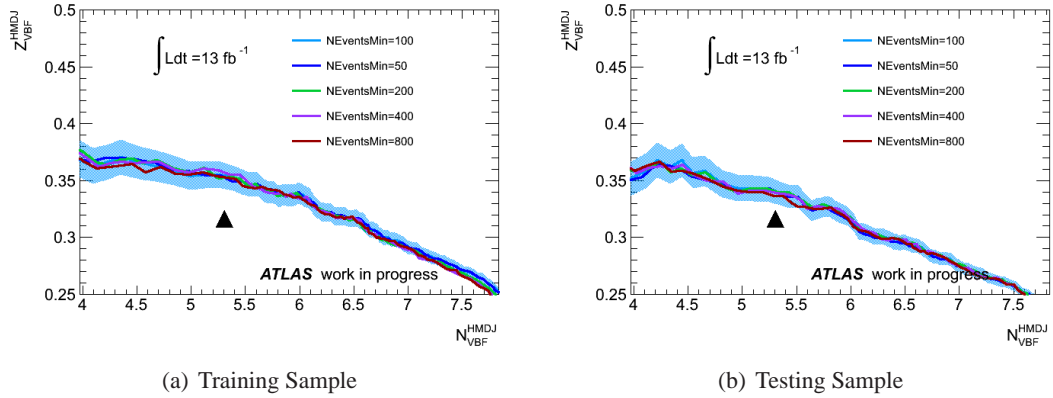 Z_VBF^HMDJ
0.5
0.45
0.4
0.35
0.3
0.25
∫ Ldt = 13 fb^-1
NEventsMin=100
NEventsMin=50
NEventsMin=200
NEventsMin=400
NEventsMin=800
ATLAS work in progress
4 4.5 5 5.5 6 6.5 7 7.5
N_VBF^HMDJ
(a) Training Sample
Z_VBF^HMDJ
0.5
0.45
0.4
0.35
0.3
0.25
∫ Ldt = 13 fb^-1
NEventsMin=100
NEventsMin=50
NEventsMin=200
NEventsMin=400
NEventsMin=800
ATLAS work in progress
4 4.5 5 5.5 6 6.5 7 7.5
N_VBF^HMDJ
(b) Testing Sample